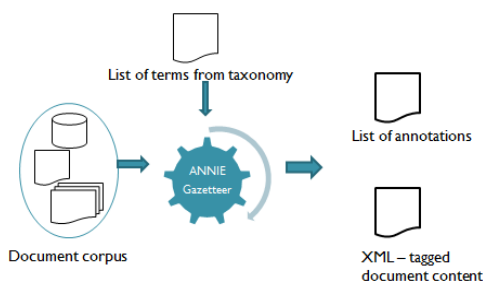 List of terms from taxonomy
List of annotations
ANNIE
Gazetteer
Document corpus
XML – tagged
document content